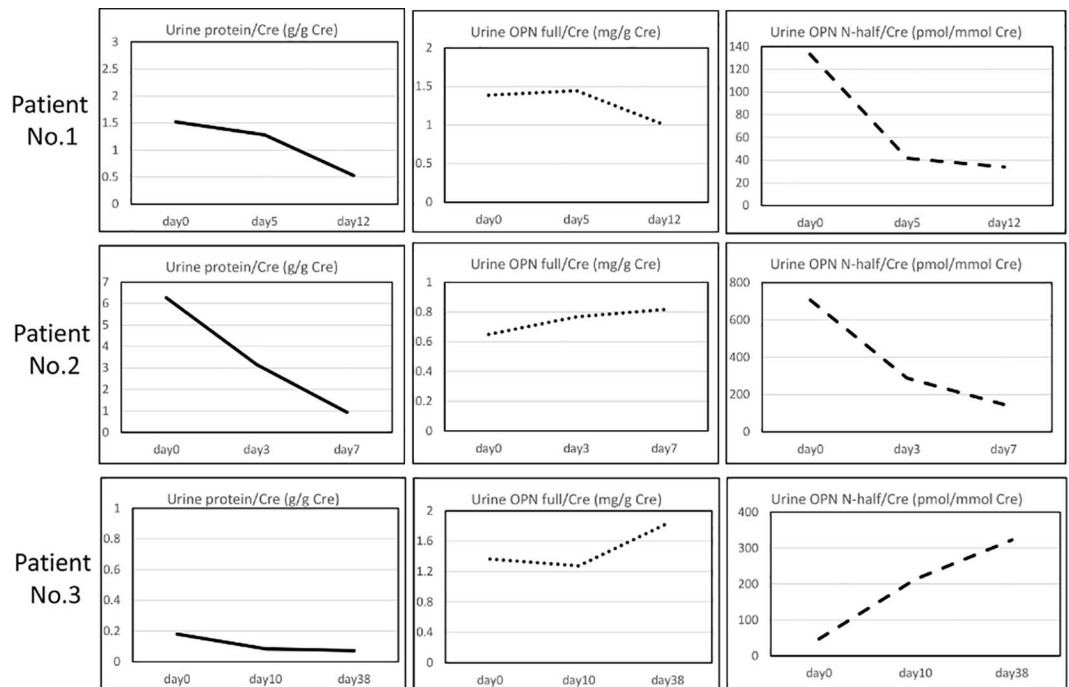 Patient
No.1
Urine protein/Cre (g/g Cre)
3
2.5
2
1.5
1
0.5
0
day0 day5 day12
Urine OPN full/Cre (mg/g Cre)
2
1.5
1
0.5
0
day0 day5 day12
Urine OPN N-half/Cre (pmol/mmol Cre)
140
120
100
80
60
40
20
0
day0 day5 day12
Patient
No.2
Urine protein/Cre (g/g Cre)
7
6
5
4
3
2
1
0
day0 day3 day7
Urine OPN full/Cre (mg/g Cre)
1
0.8
0.6
0.4
0.2
0
day0 day3 day7
Urine OPN N-half/Cre (pmol/mmol Cre)
800
600
400
200
0
day0 day3 day7
Patient
No.3
Urine protein/Cre (g/g Cre)
1
0.8
0.6
0.4
0.2
0
day0 day10 day38
Urine OPN full/Cre (mg/g Cre)
2
1.6
1.2
0.8
0.4
0
day0 day10 day38
Urine OPN N-half/Cre (pmol/mmol Cre)
400
300
200
100
0
day0 day10 day38